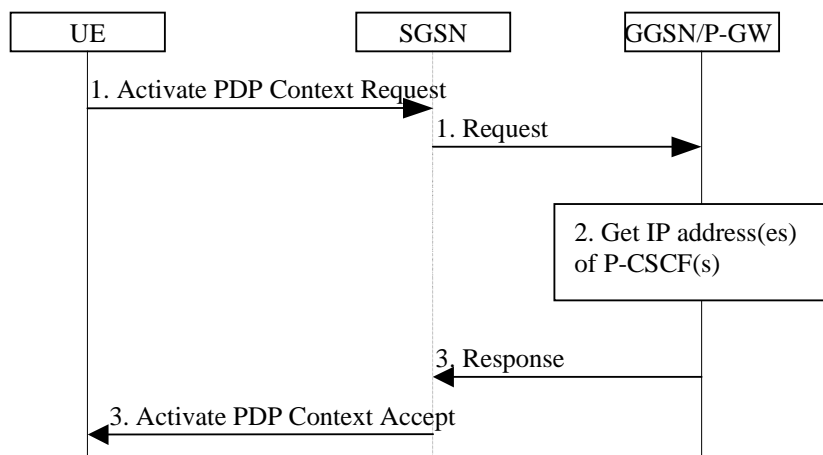 UE
SGSN
GGSN/P-GW
1. Activate PDP Context Request
1. Request
2. Get IP address(es)
of P-CSCF(s)
3. Response
3. Activate PDP Context Accept